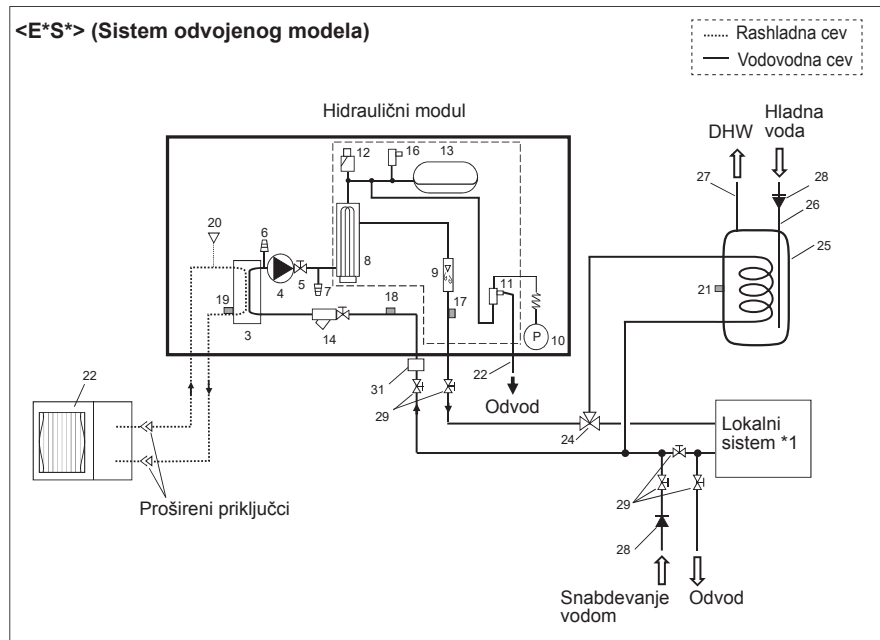 <E*S*> (Sistem odvojenog modela)
Rashladna cev
Vodovodna cev
Hidraulični modul
DHW
Hladna
voda
12
16
13
27
28
26
20
6
8
9
25
5
7
4
11
21
19
18
17
3
14
10
P
22
31
22
29
Odvod
24
Lokalni
sistem *1
Prošireni priključci
29
28
Snabdevanje
vodom
Odvod